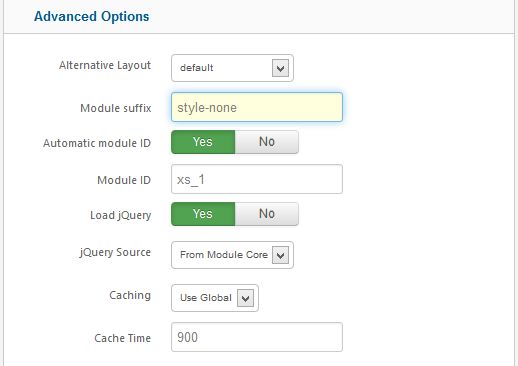 Advanced Options
Alternative Layout default
Module suffix style-none
Automatic module ID Yes No
Module ID xs_1
Load jQuery Yes No
jQuery Source From Module Core
Caching Use Global
Cache Time 900